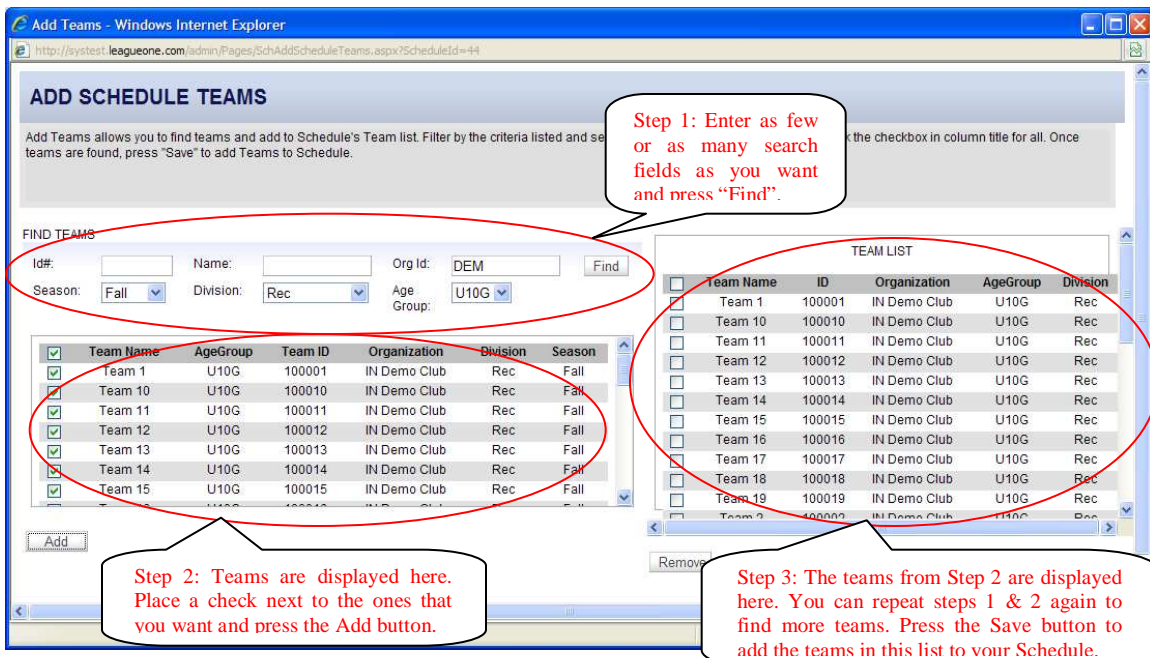 Add Teams - Windows Internet Explorer
http://systest.leagueone.com/admin/Pages/SchAddScheduleTeams.aspx?ScheduleId=44
ADD SCHEDULE TEAMS
Add Teams allows you to find teams and add to Schedule's Team list. Filter by the criteria listed and se
the checkbox in column title for all. Once
teams are found, press "Save" to add Teams to Schedule.
Step 1: Enter as few
or as many search
fields as you want
and press “Find”.
FIND TEAMS
Id#: Name: Org Id: DEM Find
Season: Fall Division: Rec Age Group: U10G
Team Name AgeGroup Team ID Organization Division Season
Team 1 U10G 100001 IN Demo Club Rec Fall
Team 10 U10G 100010 IN Demo Club Rec Fall
Team 11 U10G 100011 IN Demo Club Rec Fall
Team 12 U10G 100012 IN Demo Club Rec Fall
Team 13 U10G 100013 IN Demo Club Rec Fall
Team 14 U10G 100014 IN Demo Club Rec Fall
Team 15 U10G 100015 IN Demo Club Rec Fall
Add
TEAM LIST
Team Name ID Organization AgeGroup Division
Team 1 100001 IN Demo Club U10G Rec
Team 10 100010 IN Demo Club U10G Rec
Team 11 100011 IN Demo Club U10G Rec
Team 12 100012 IN Demo Club U10G Rec
Team 13 100013 IN Demo Club U10G Rec
Team 14 100014 IN Demo Club U10G Rec
Team 15 100015 IN Demo Club U10G Rec
Team 16 100016 IN Demo Club U10G Rec
Team 17 100017 IN Demo Club U10G Rec
Team 18 100018 IN Demo Club U10G Rec
Team 19 100019 IN Demo Club U10G Rec
Team 2 100002 IN Demo Club U10G Rec
Remove
Step 2: Teams are displayed here.
Place a check next to the ones that
you want and press the Add button.
Step 3: The teams from Step 2 are displayed
here. You can repeat steps 1 & 2 again to
find more teams. Press the Save button to
add the teams in this list to your Schedule.